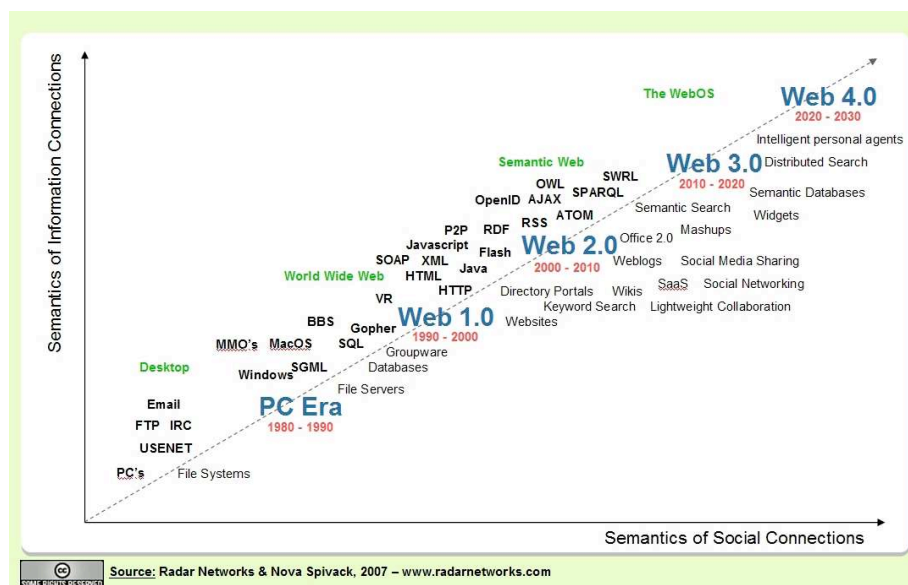 Semantics of Information Connections
The WebOS
Web 4.0
2020 - 2030
Intelligent personal agents
Semantic Web
Web 3.0
Distributed Search
2010 - 2020
SWRL
OWL
SPARQL
Semantic Databases
OpenID
AJAX
Semantic Search
Widgets
ATOM
RSS
Mashups
P2P
RDF
Office 2.0
Javascript
Web 2.0
Flash
SOAP
XML
Weblogs
Social Media Sharing
Java
2000 - 2010
World Wide Web
HTML
SaaS
Social Networking
HTTP
Directory Portals
Wikis
VR
Keyword Search
Lightweight Collaboration
Web 1.0
BBS
Websites
Gopher
1990 - 2000
MMO's
MacOS
SQL
Groupware
Desktop
SGML
Databases
Windows
File Servers
Email
PC Era
FTP
IRC
1980 - 1990
USENET
PC's
File Systems
Semantics of Social Connections
cc
SOME RIGHTS RESERVED
Source: Radar Networks & Nova Spivack, 2007 – www.radarnetworks.com